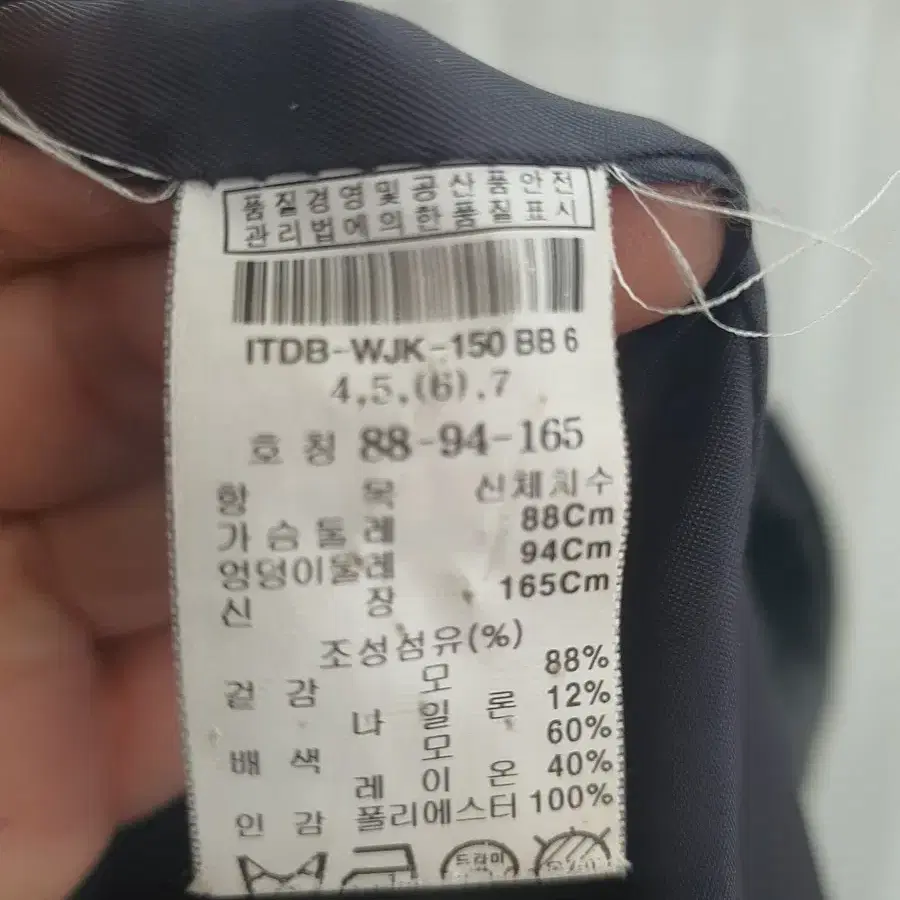 품질경영및공산품안전
관리법에의한품질표시
ITDB-WJK-150 BB 6
4,5,(6),7
호칭 88-94-165
항목 신체치수
가슴둘레 88Cm
엉덩이둘레 94Cm
신장 165Cm
조성섬유(%)
겉감 모 88%
나일론 12%
배색 모 60%
레이온 40%
인감 폴리에스터 100%
드라이